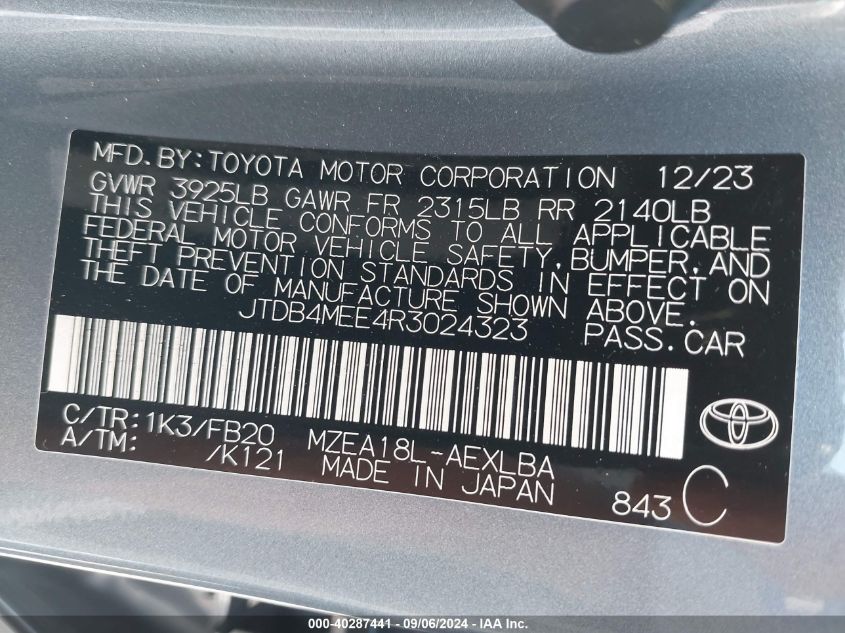 MFD.BY:TOYOTA MOTOR CORPORATION 12/23
GVWR 3925LB GAWR FR 2315LB RR 2140LB
THIS VEHICLE CONFORMS TO ALL APPLICABLE
FEDERAL MOTOR VEHICLE SAFETY,BUMPER,AND
THEFT PREVENTION STANDARDS IN EFFECT ON
THE DATE OF MANUFACTURE SHOWN ABOVE.
JTDB4MEE4R3024323 PASS.CAR
C/TR:1K3/FB20 MZEA18L-AEXLBA
A/TM: /K121 MADE IN JAPAN 843 C
000-40287441 - 09/06/2024 - IAA Inc.